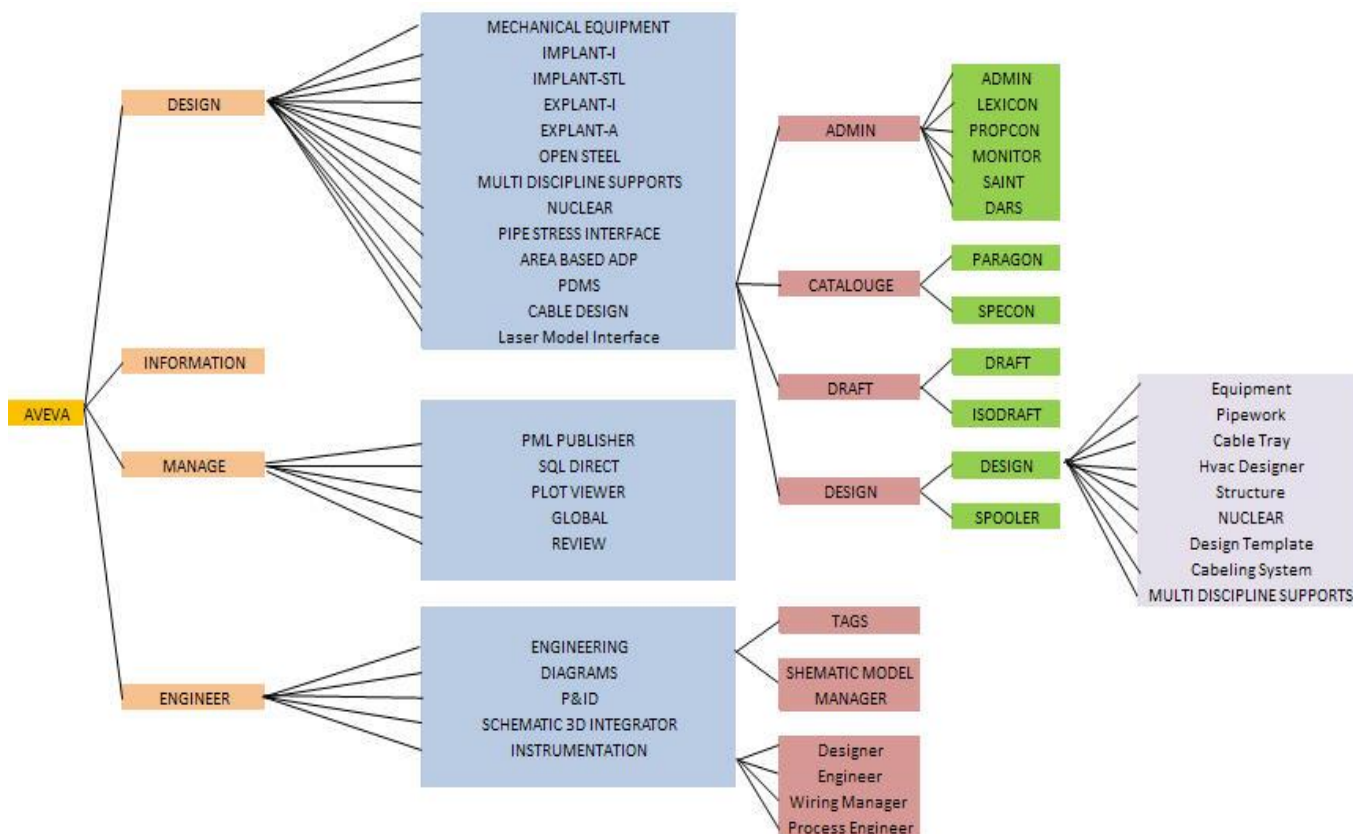 AVEVA
DESIGN
INFORMATION
MANAGE
ENGINEER
MECHANICAL EQUIPMENT
IMPLANT-I
IMPLANT-STL
EXPLANT-I
EXPLANT-A
OPEN STEEL
MULTI DISCIPLINE SUPPORTS
NUCLEAR
PIPE STRESS INTERFACE
AREA BASED ADP
PDMS
CABLE DESIGN
Laser Model Interface
PML PUBLISHER
SQL DIRECT
PLOT VIEWER
GLOBAL
REVIEW
ENGINEERING
DIAGRAMS
P&ID
SCHEMATIC 3D INTEGRATOR
INSTRUMENTATION
ADMIN
CATALOUGE
DRAFT
DESIGN
TAGS
SHEMATIC MODEL
MANAGER
Designer
Engineer
Wiring Manager
Process Engineer
ADMIN
LEXICON
PROPCON
MONITOR
SAINT
DARS
PARAGON
SPECON
DRAFT
ISODRAFT
DESIGN
SPOOLER
Equipment
Pipework
Cable Tray
Hvac Designer
Structure
NUCLEAR
Design Template
Cabeling System
MULTI DISCIPLINE SUPPORTS